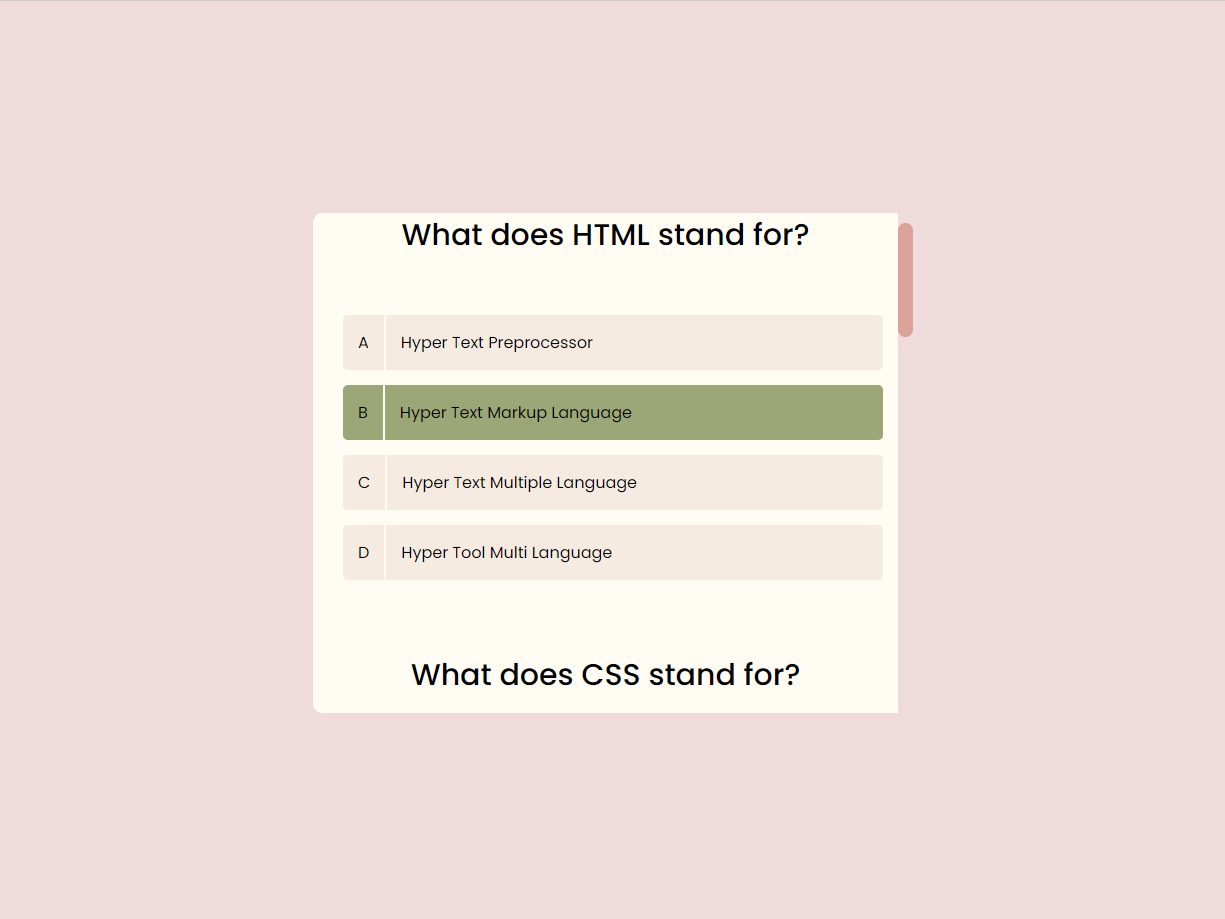 What does HTML stand for?
A Hyper Text Preprocessor
B Hyper Text Markup Language
C Hyper Text Multiple Language
D Hyper Tool Multi Language
What does CSS stand for?